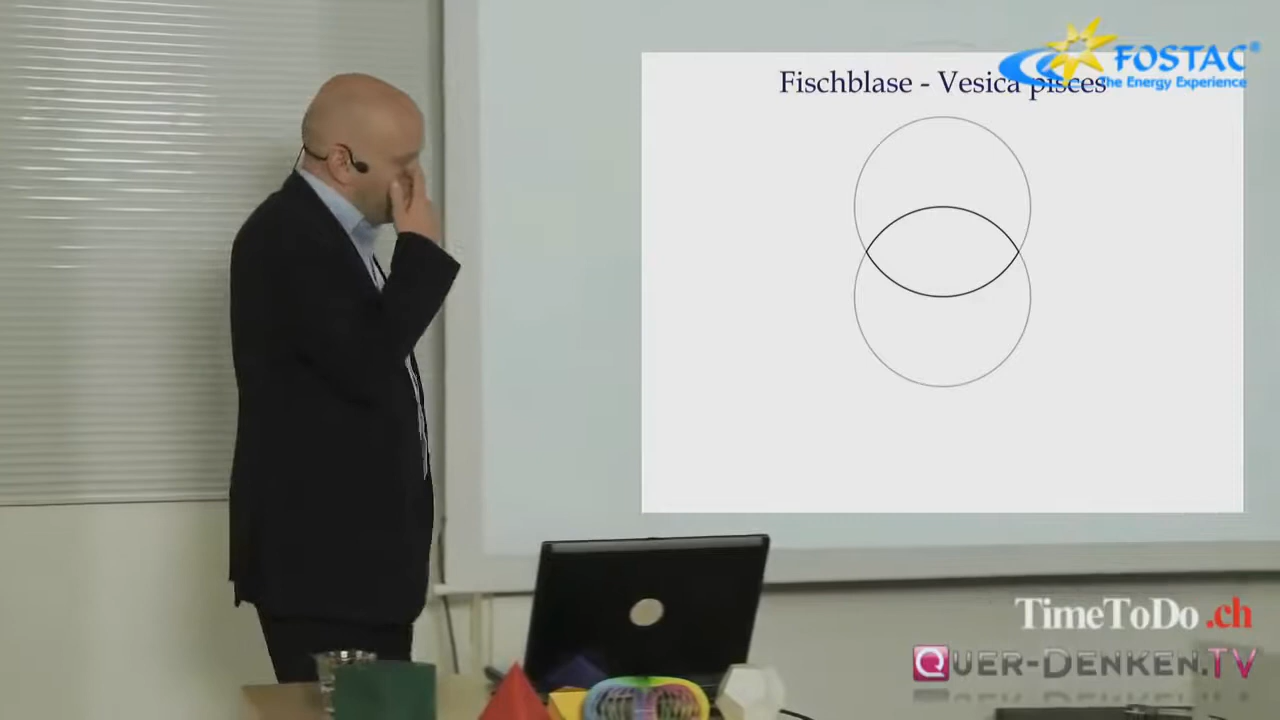 Fischblase - Vesica pisces
FOSTAC®
The Energy Experience
TimeToDo.ch
QUER-DENKEN.TV